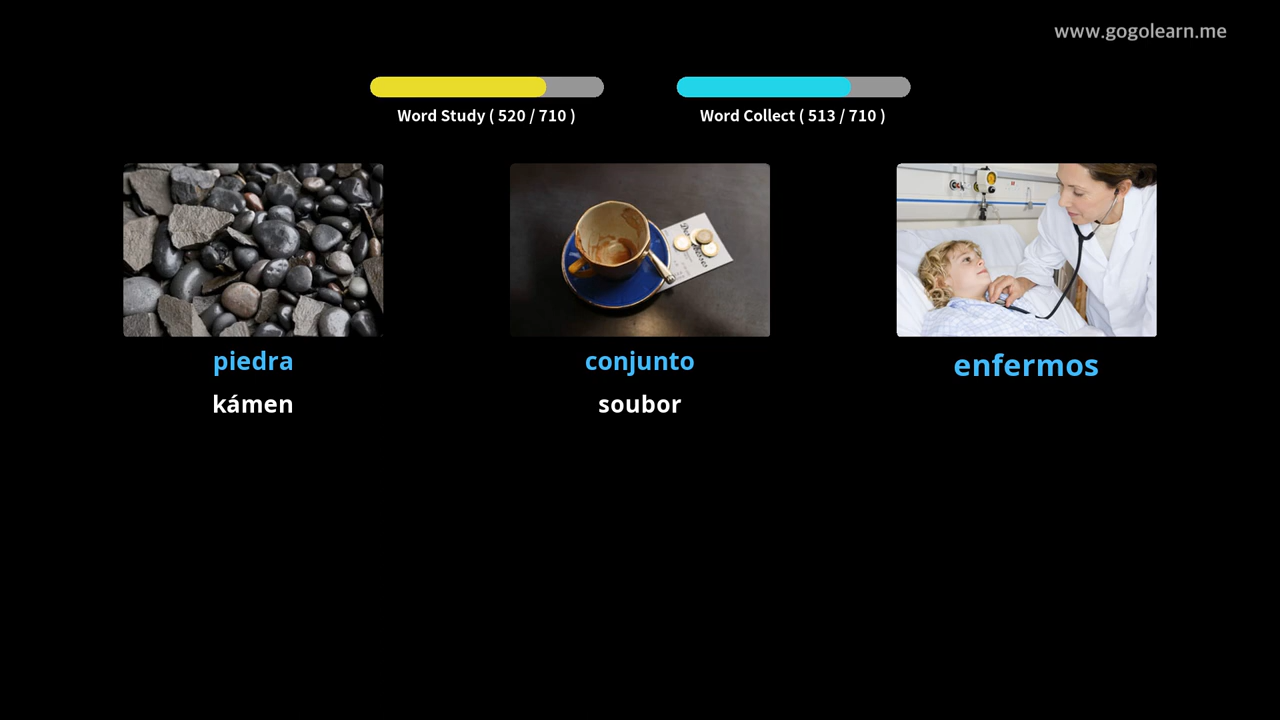 www.gogolearn.me
Word Study ( 520 / 710 )
Word Collect ( 513 / 710 )
piedra
conjunto
enfermos
kámen
soubor